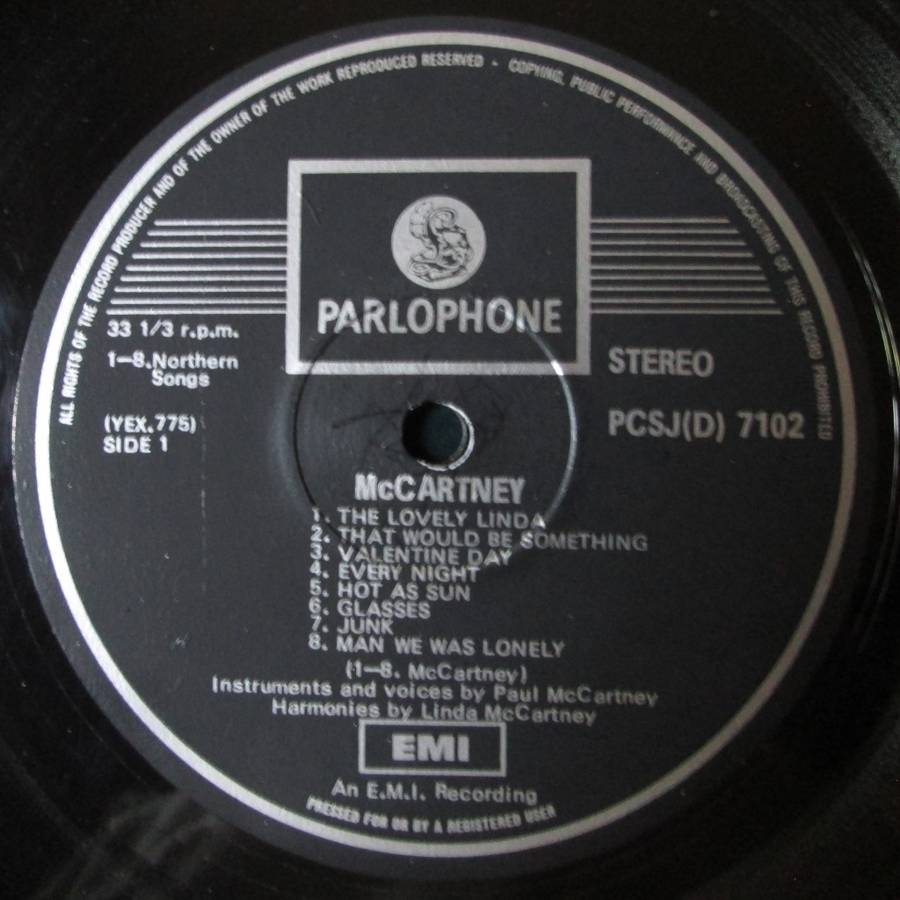 ALL RIGHTS OF THE RECORD PRODUCER AND OF THE OWNER OF THE WORK REPRODUCED RESERVED - COPYING, PUBLIC PERFORMANCE AND BROADCASTING OF THIS RECORD PROHIBITED
PARLOPHONE
33 1/3 r.p.m.
1-8.Northern
Songs
STEREO
(YEX.775)
SIDE 1
PCSJ(D) 7102
McCARTNEY
1. THE LOVELY LINDA
2. THAT WOULD BE SOMETHING
3. VALENTINE DAY
4. EVERY NIGHT
5. HOT AS SUN
6. GLASSES
7. JUNK
8. MAN WE WAS LONELY
(1-8. McCartney)
Instruments and voices by Paul McCartney
Harmonies by Linda McCartney
EMI
An E.M.I. Recording
PRESSED FOR OR BY A REGISTERED USER